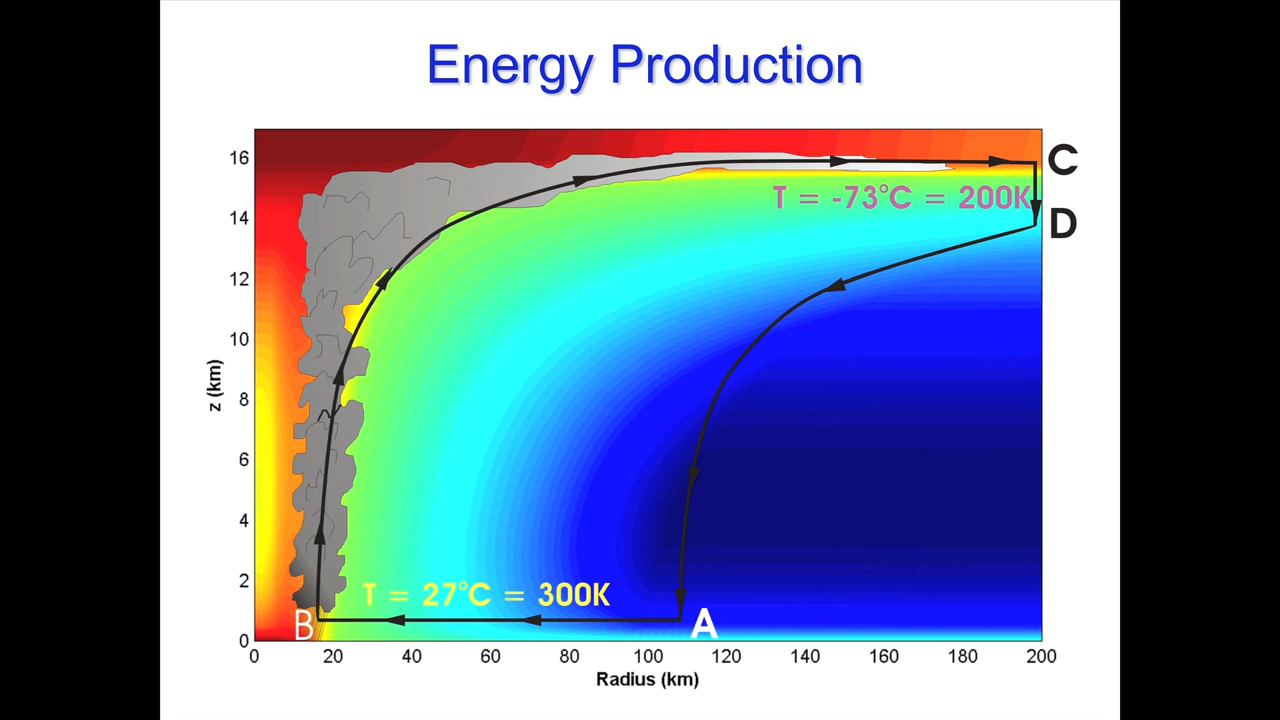 Energy Production
16
C
T = -73°C = 200K
14
D
12
10
z (km)
8
6
4
2
T = 27°C = 300K
B
A
0
0 20 40 60 80 100 120 140 160 180 200
Radius (km)